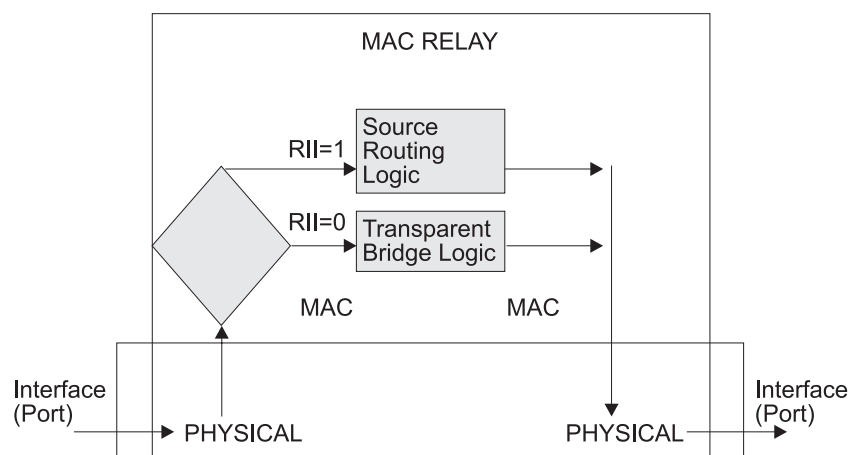 MAC RELAY
RII=1
Source
Routing
Logic
RII=0
Transparent
Bridge Logic
MAC
MAC
Interface
(Port)
PHYSICAL
PHYSICAL
Interface
(Port)